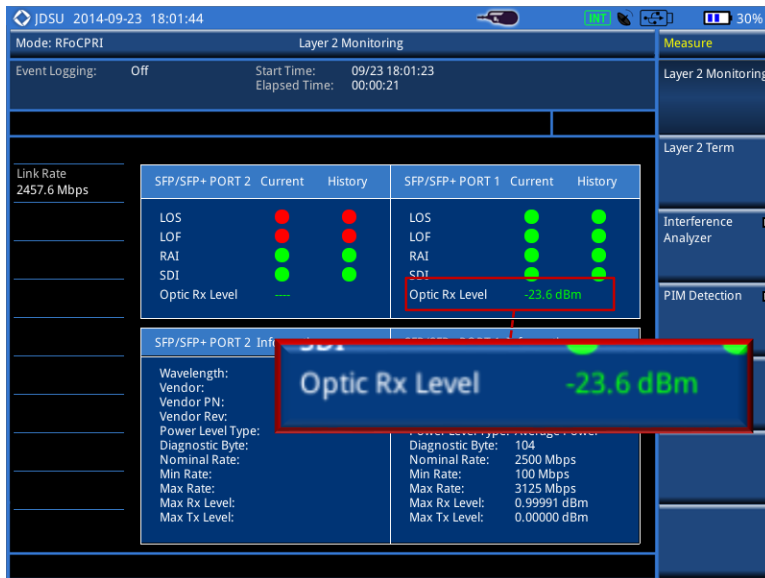 JDSU 2014-09-23 18:01:44 INT 30%
Mode: RFoCPRI Layer 2 Monitoring Measure
Event Logging: Off Start Time: 09/23 18:01:23
Elapsed Time: 00:00:21
Layer 2 Monitoring
Layer 2 Term
Link Rate
2457.6 Mbps
SFP/SFP+ PORT 2 Current History SFP/SFP+ PORT 1 Current History
LOS LOS
LOF LOF
RAI RAI
SDI SDI
Optic Rx Level ---- Optic Rx Level -23.6 dBm
Interference
Analyzer
PIM Detection
SFP/SFP+ PORT 2
SDI
Optic Rx Level -23.6 dBm
Wavelength:
Vendor:
Vendor PN:
Vendor Rev:
Power Level Type: Power Level Type: Average Power
Diagnostic Byte: Diagnostic Byte: 104
Nominal Rate: Nominal Rate: 2500 Mbps
Min Rate: Min Rate: 100 Mbps
Max Rate: Max Rate: 3125 Mbps
Max Rx Level: Max Rx Level: 0.99991 dBm
Max Tx Level: Max Tx Level: 0.00000 dBm